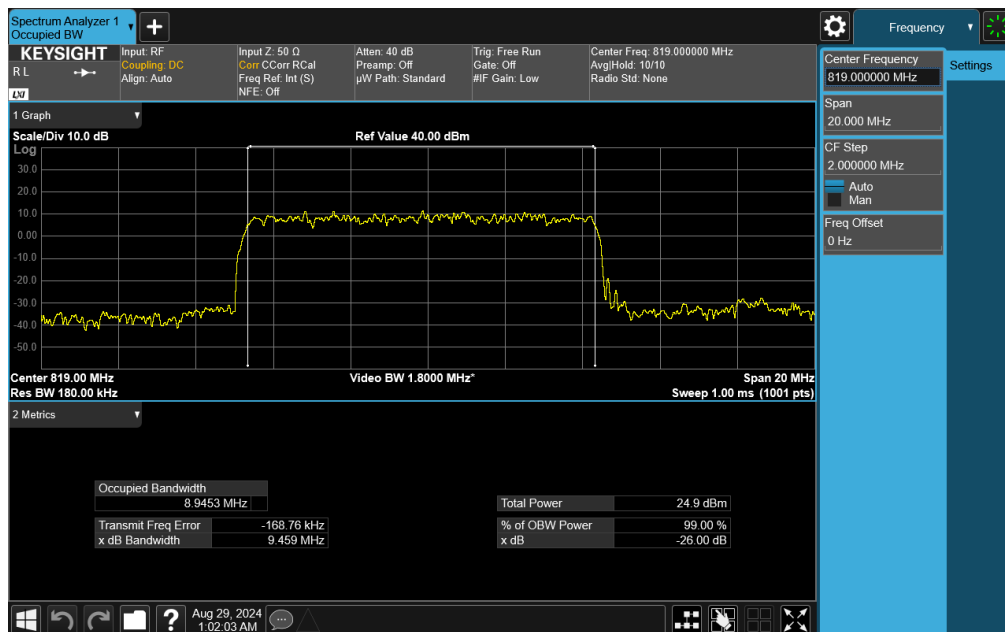 Spectrum Analyzer 1
Occupied BW
Frequency
KEYSIGHT
R L
LXI
Input: RF
Coupling: DC
Align: Auto
Input Z: 50 Ω
Corr CCorr RCal
Freq Ref: Int (S)
NFE: Off
Atten: 40 dB
Preamp: Off
µW Path: Standard
Trig: Free Run
Gate: Off
#IF Gain: Low
Center Freq: 819.000000 MHz
Avg|Hold: 10/10
Radio Std: None
Center Frequency
819.000000 MHz
Settings
Span
20.000 MHz
CF Step
2.000000 MHz
Auto
Man
Freq Offset
0 Hz
1 Graph
Scale/Div 10.0 dB
Ref Value 40.00 dBm
Log
30.0
20.0
10.0
0.00
-10.0
-20.0
-30.0
-40.0
-50.0
Center 819.00 MHz
Video BW 1.8000 MHz*
Span 20 MHz
Res BW 180.00 kHz
Sweep 1.00 ms (1001 pts)
2 Metrics
Occupied Bandwidth
8.9453 MHz
Total Power 24.9 dBm
Transmit Freq Error -168.76 kHz
% of OBW Power 99.00 %
x dB Bandwidth 9.459 MHz
x dB -26.00 dB
Aug 29, 2024
1:02:03 AM